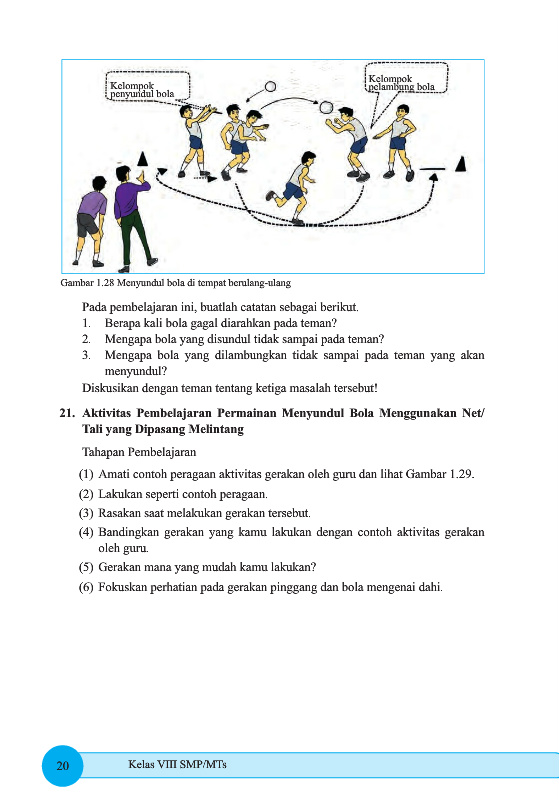 Kelompok
penyundul bola
Kelompok
pelambung bola
Gambar 1.28 Menyundul bola di tempat berulang-ulang
Pada pembelajaran ini, buatlah catatan sebagai berikut.
1. Berapa kali bola gagal diarahkan pada teman?
2. Mengapa bola yang disundul tidak sampai pada teman?
3. Mengapa bola yang dilambungkan tidak sampai pada teman yang akan
menyundul?
Diskusikan dengan teman tentang ketiga masalah tersebut!
21. Aktivitas Pembelajaran Permainan Menyundul Bola Menggunakan Net/
Tali yang Dipasang Melintang
Tahapan Pembelajaran
(1) Amati contoh peragaan aktivitas gerakan oleh guru dan lihat Gambar 1.29.
(2) Lakukan seperti contoh peragaan.
(3) Rasakan saat melakukan gerakan tersebut.
(4) Bandingkan gerakan yang kamu lakukan dengan contoh aktivitas gerakan
oleh guru.
(5) Gerakan mana yang mudah kamu lakukan?
(6) Fokuskan perhatian pada gerakan pinggang dan bola mengenai dahi.
20 Kelas VIII SMP/MTs